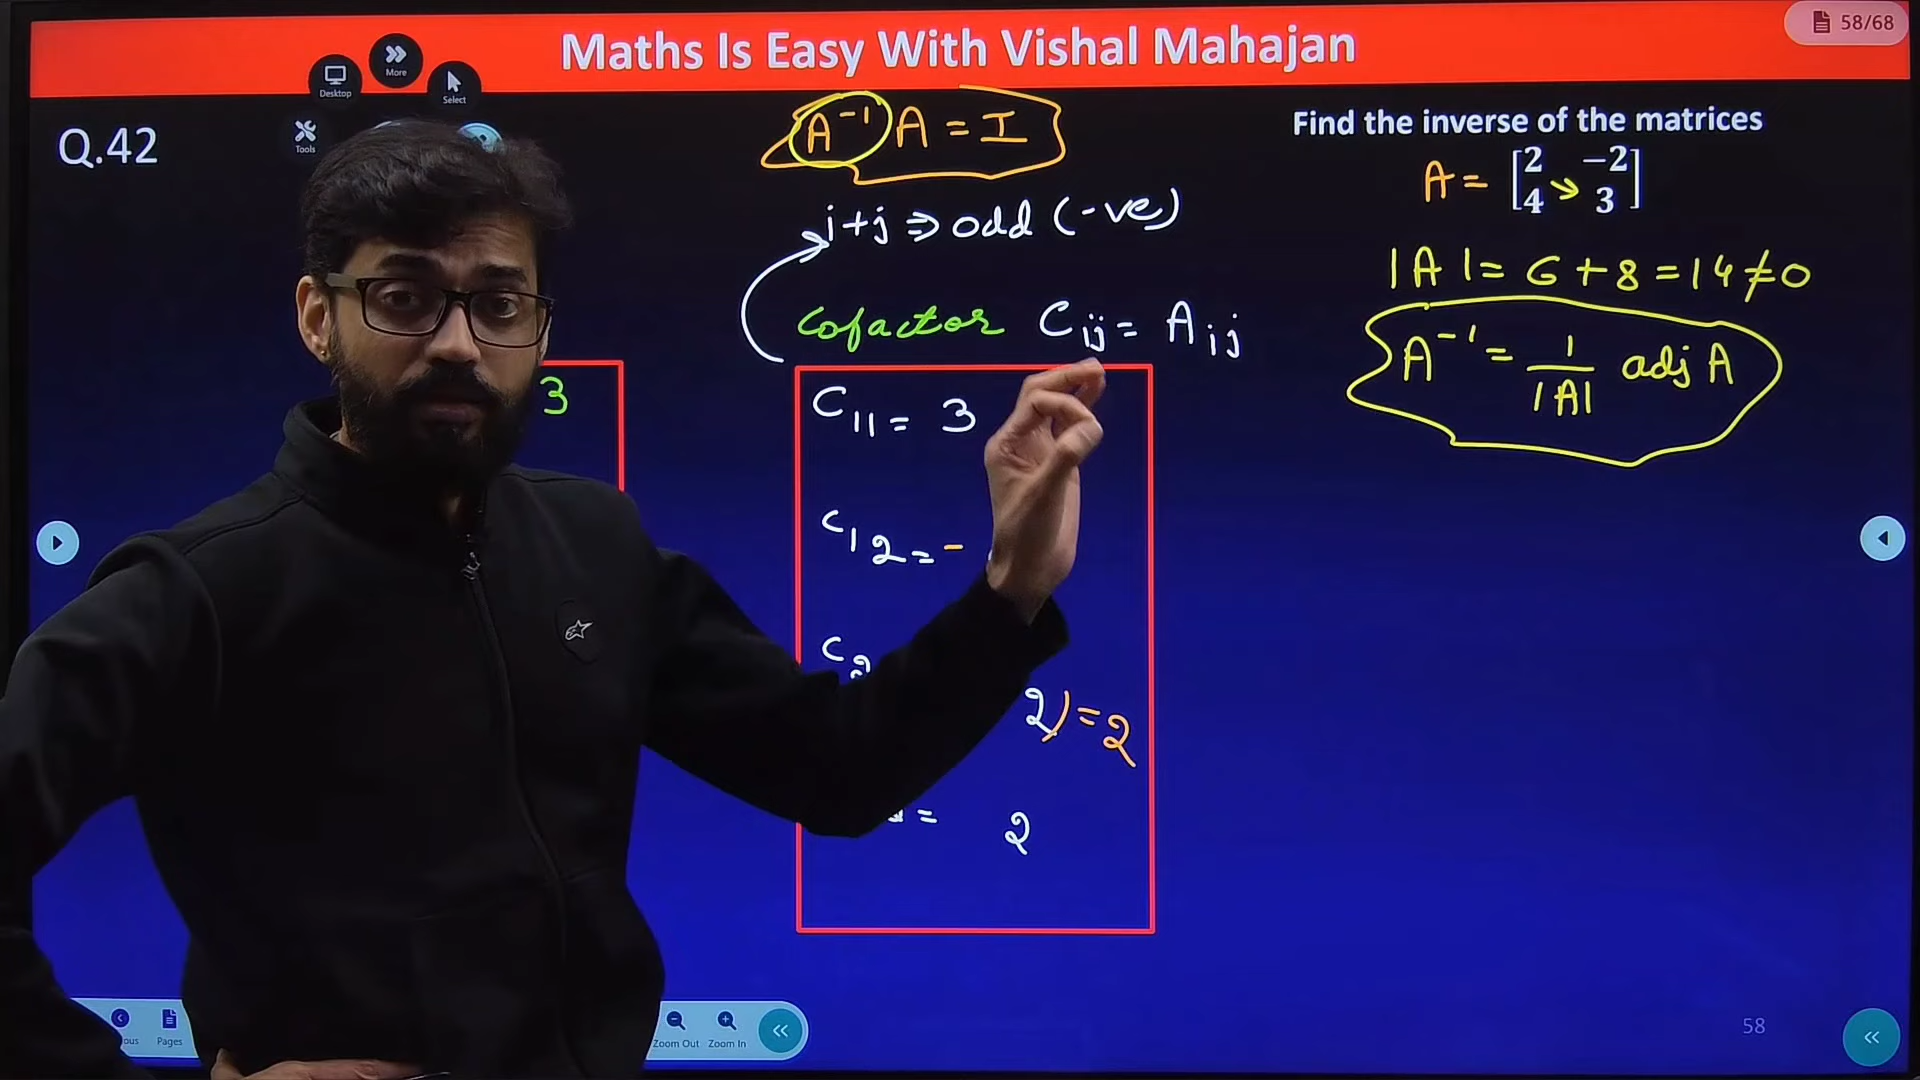 Maths Is Easy With Vishal Mahajan
58/68
Desktop
More
Select
Tools
Q.42
A⁻¹ A = I
i+j ⇒ odd (-ve)
cofactor Cij = Aij
3
C11 = 3
C12 = -
2) = 2
= 2
Find the inverse of the matrices
A = [2 -2
4 3]
|A| = 6 + 8 = 14 ≠ 0
A⁻¹ = 1/|A| adj A
Pages
Zoom Out
Zoom In
58